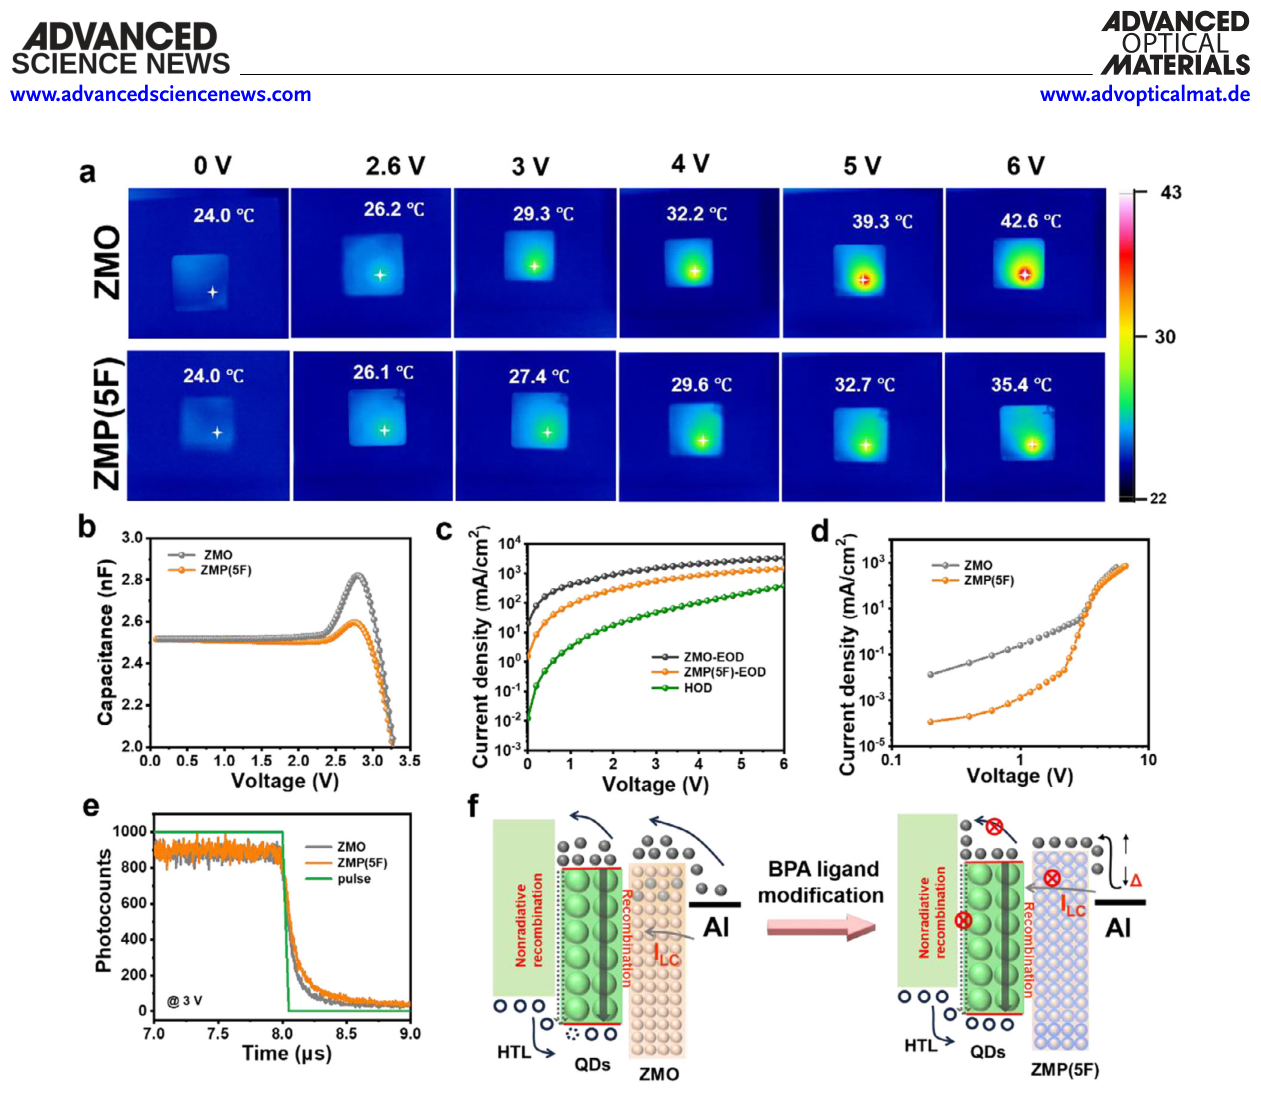 ADVANCED
SCIENCE NEWS
www.advancedsciencenews.com
ADVANCED
OPTICAL
MATERIALS
www.advopticalmat.de
a
0 V 2.6 V 3 V 4 V 5 V 6 V
ZMO
24.0 ℃ 26.2 ℃ 29.3 ℃ 32.2 ℃ 39.3 ℃ 42.6 ℃
ZMP(5F)
24.0 ℃ 26.1 ℃ 27.4 ℃ 29.6 ℃ 32.7 ℃ 35.4 ℃
43
30
22
b
Capacitance (nF)
3.0
2.8
2.6
2.4
2.2
2.0
ZMO
ZMP(5F)
0.0 0.5 1.0 1.5 2.0 2.5 3.0 3.5
Voltage (V)
c
Current density (mA/cm²)
10⁴
10³
10²
10¹
10⁰
10⁻¹
10⁻²
10⁻³
ZMO-EOD
ZMP(5F)-EOD
HOD
0 1 2 3 4 5 6
Voltage (V)
d
Current density (mA/cm²)
10³
10¹
10⁻¹
10⁻³
10⁻⁵
ZMO
ZMP(5F)
0.1 1 10
Voltage (V)
e
Photocounts
1000
800
600
400
200
0
ZMO
ZMP(5F)
pulse
@ 3 V
7.0 7.5 8.0 8.5 9.0
Time (μs)
f
Nonradiative
recombination
Recombination
I_LC
Al
HTL
QDs
ZMO
BPA ligand
modification
Nonradiative
recombination
Recombination
I_LC
Δ
Al
HTL
QDs
ZMP(5F)